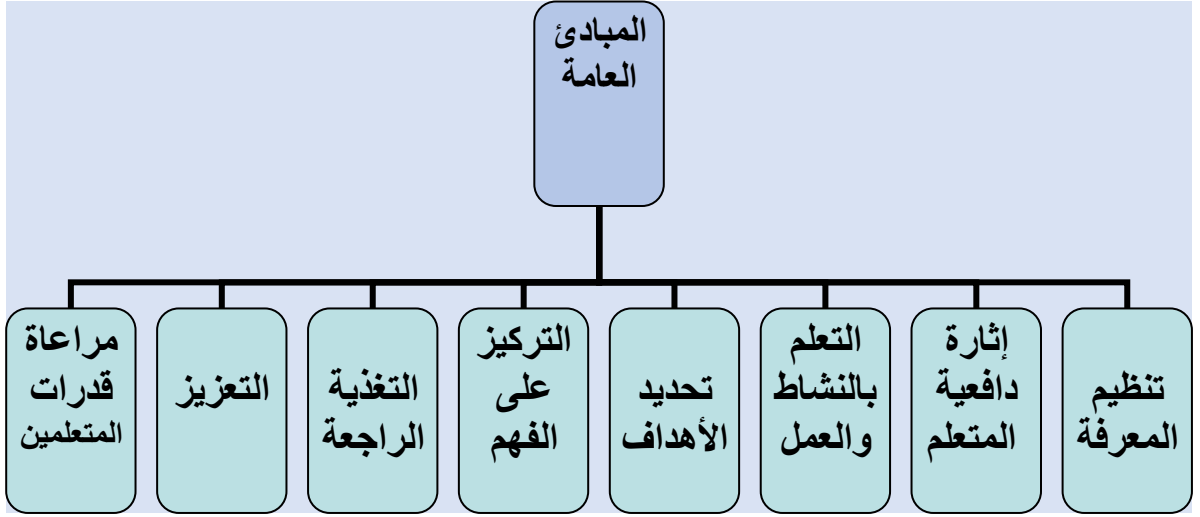 المبادئ
العامة
تنظيم
المعرفة
إثارة
دافعية
المتعلم
التعلم
بالنشاط
والعمل
تحديد
الأهداف
التركيز
على
الفهم
التغذية
الراجعة
التعزيز
مراعاة
قدرات
المتعلمين